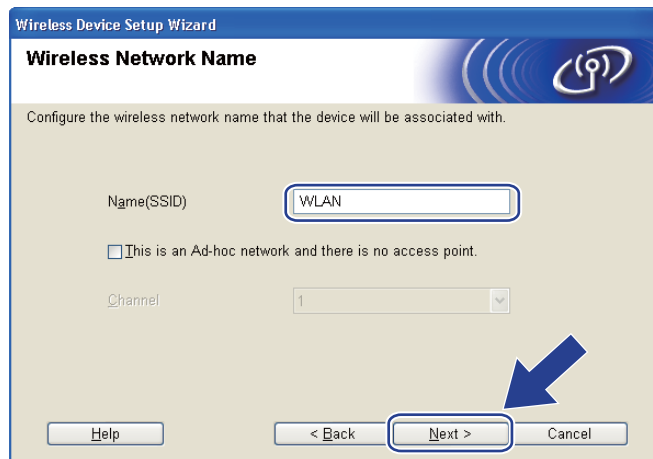 Wireless Device Setup Wizard
Wireless Network Name
Configure the wireless network name that the device will be associated with.
Name(SSID) WLAN
This is an Ad-hoc network and there is no access point.
Channel 1
Help < Back Next > Cancel